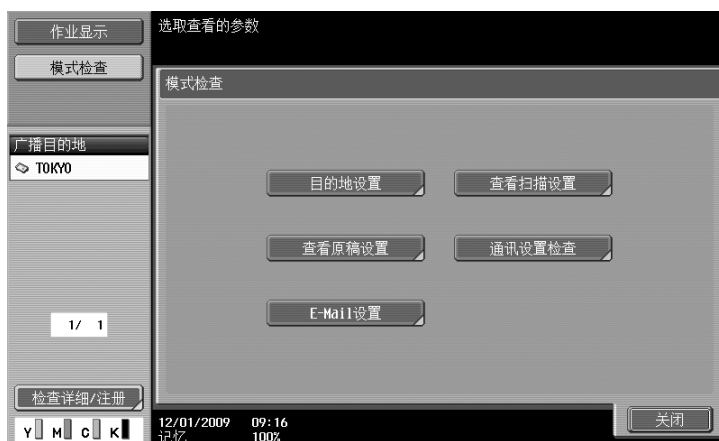 作业显示
模式检查
选取查看的参数
模式检查
广播目的地
TOKYO
目的地设置
查看扫描设置
查看原稿设置
通讯设置检查
E-Mail设置
1/ 1
检查详细/注册
Y M C K
12/01/2009 09:16
记忆 100%
关闭